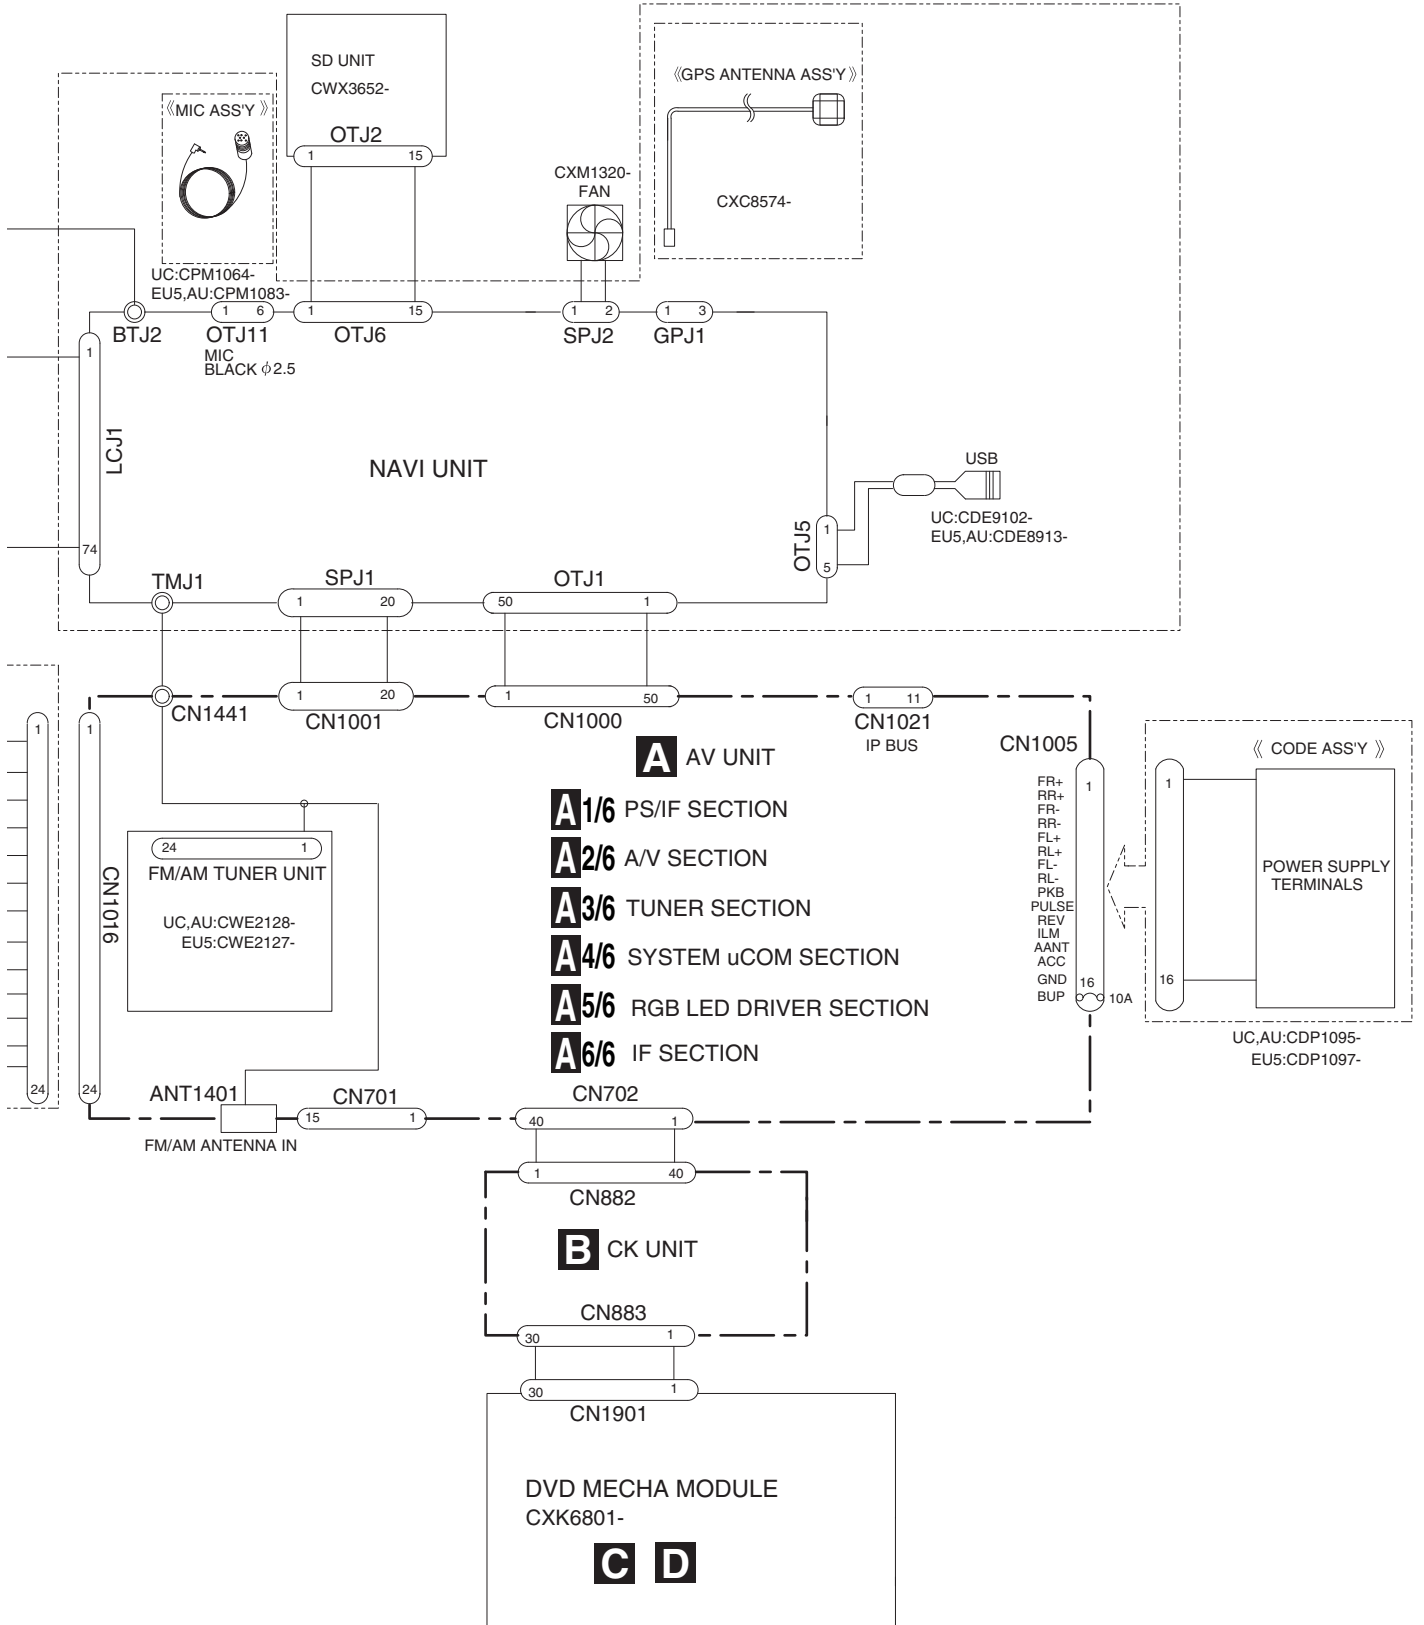 SD UNIT
CWX3652-
OTJ2
1 15
《MIC ASS'Y 》
《GPS ANTENNA ASS'Y 》
CXC8574-
CXM1320-
FAN
UC:CPM1064-
EU5,AU:CPM1083-
BTJ2
1 6
OTJ11
MIC
BLACK φ2.5
1 15
OTJ6
1 2
SPJ2
1 3
GPJ1
1
LCJ1
74
NAVI UNIT
USB
UC:CDE9102-
EU5,AU:CDE8913-
OTJ5
1
5
TMJ1
SPJ1
1 20
OTJ1
50 1
CN1441
1 20
CN1001
1 50
CN1000
1 11
CN1021
IP BUS
1
24
1
CN1016
24
A AV UNIT
A 1/6 PS/IF SECTION
A 2/6 A/V SECTION
A 3/6 TUNER SECTION
A 4/6 SYSTEM uCOM SECTION
A 5/6 RGB LED DRIVER SECTION
A 6/6 IF SECTION
24 1
FM/AM TUNER UNIT
UC,AU:CWE2128-
EU5:CWE2127-
CN1005
FR+
RR+
FR-
RR-
FL+
RL+
FL-
RL-
PKB
PULSE
REV
ILM
AANT
ACC
GND
BUP
1
16
10A
《 CODE ASS'Y 》
1
16
POWER SUPPLY
TERMINALS
UC,AU:CDP1095-
EU5:CDP1097-
ANT1401
FM/AM ANTENNA IN
CN701
15 1
CN702
40 1
1 40
CN882
B CK UNIT
CN883
30 1
30 1
CN1901
DVD MECHA MODULE
CXK6801-
C D